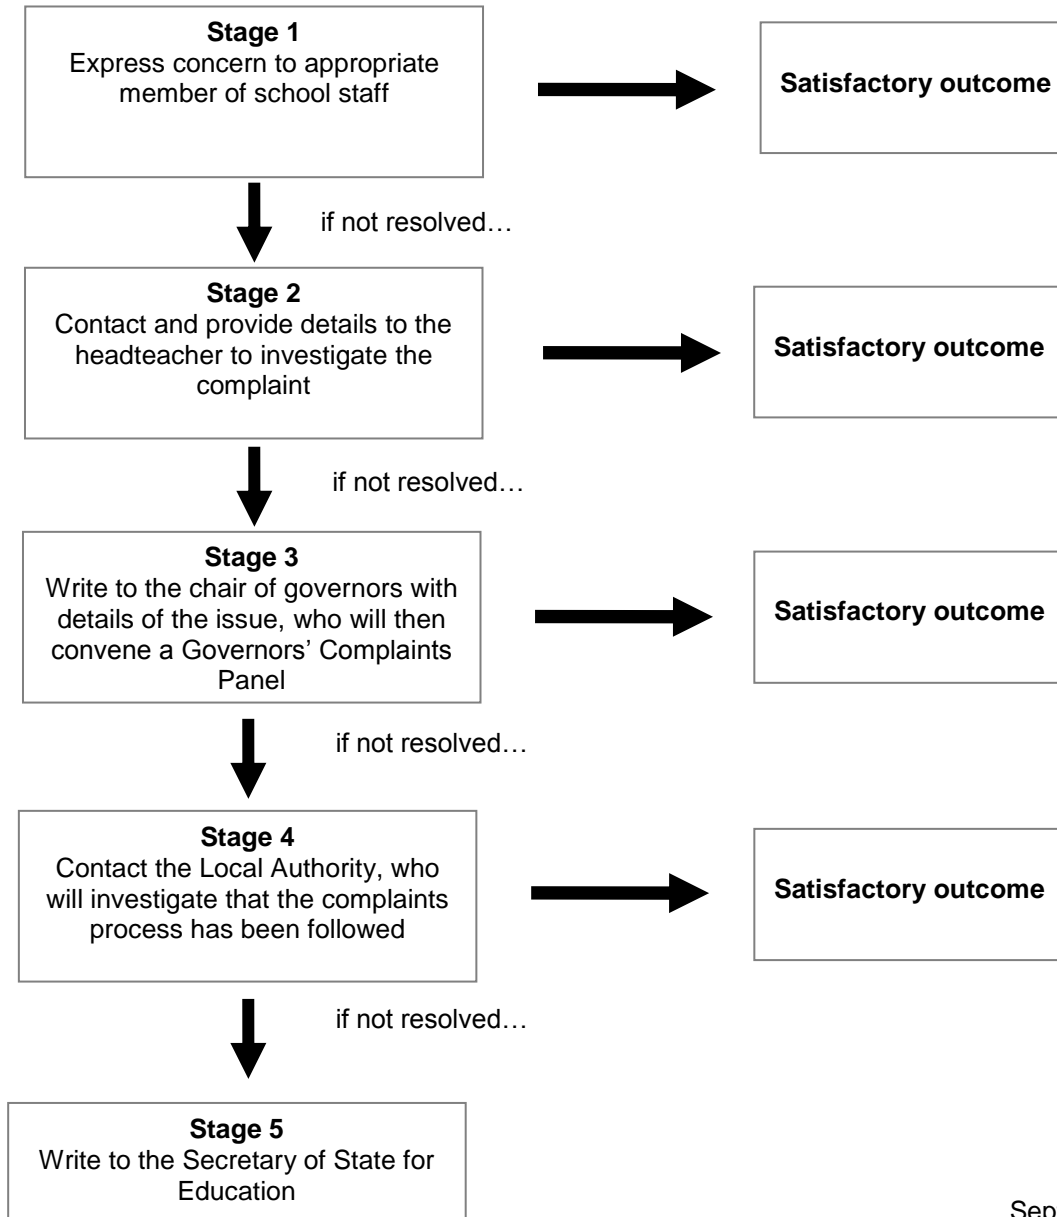 Stage 1
Express concern to appropriate
member of school staff
Satisfactory outcome
if not resolved…
Stage 2
Contact and provide details to the
headteacher to investigate the
complaint
Satisfactory outcome
if not resolved…
Stage 3
Write to the chair of governors with
details of the issue, who will then
convene a Governors’ Complaints
Panel
Satisfactory outcome
if not resolved…
Stage 4
Contact the Local Authority, who
will investigate that the complaints
process has been followed
Satisfactory outcome
if not resolved…
Stage 5
Write to the Secretary of State for
Education
Sep